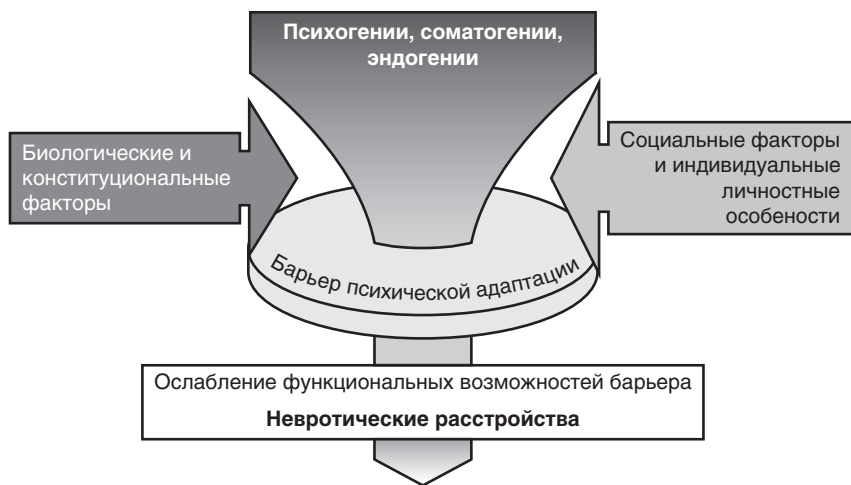 Психогении, соматогении,
эндогении
Биологические и
конституциональные
факторы
Социальные факторы
и индивидуальные
личностные
особености
Барьер психической адаптации
Ослабление функциональных возможностей барьера
Невротические расстройства